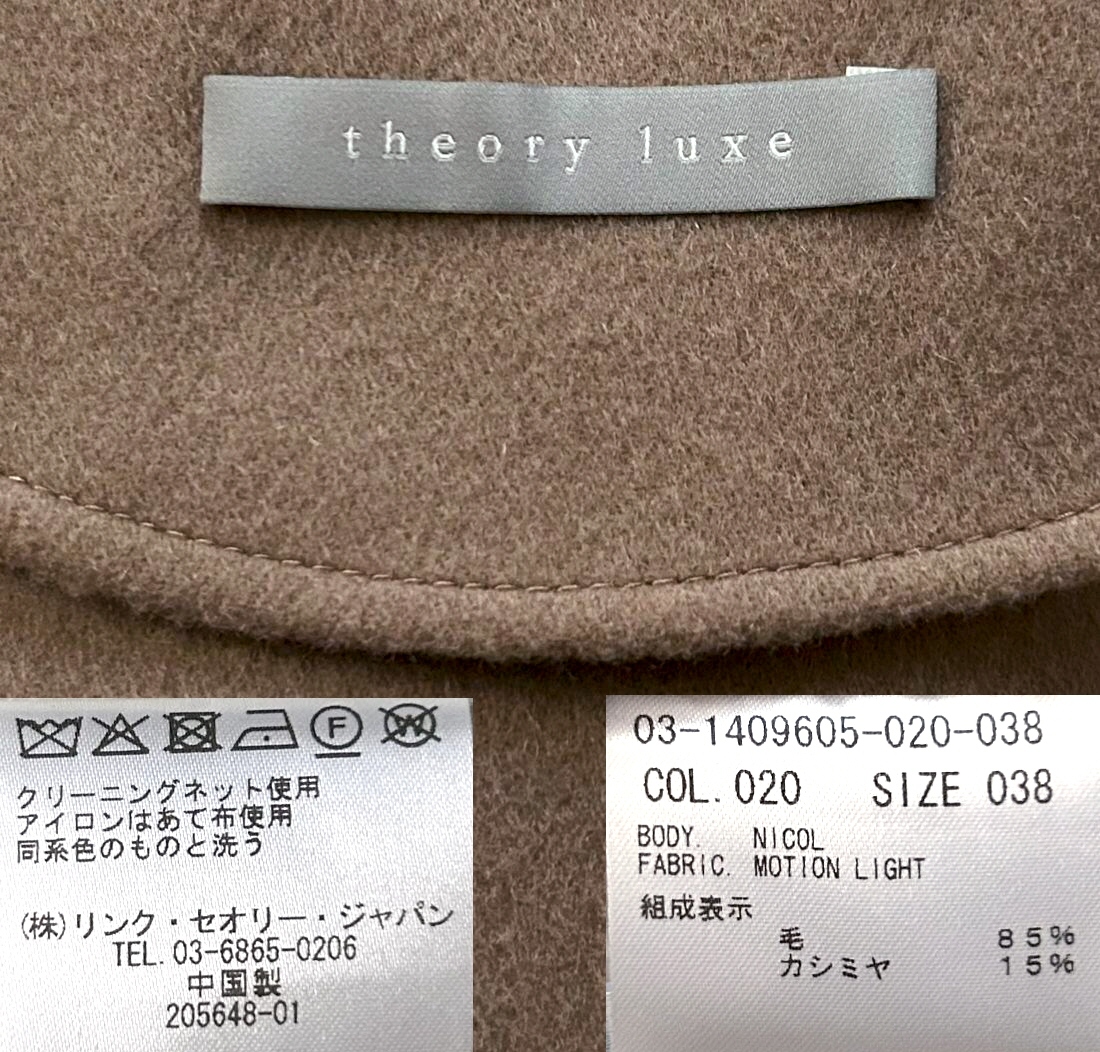 theory luxe
F
W
クリーニングネット使用
アイロンはあて布使用
同系色のものと洗う
(株)リンク・セオリー・ジャパン
TEL.03-6865-0206
中国製
205648-01
03-1409605-020-038
COL.020 SIZE 038
BODY. NICOL
FABRIC. MOTION LIGHT
組成表示
毛 85%
カシミヤ 15%